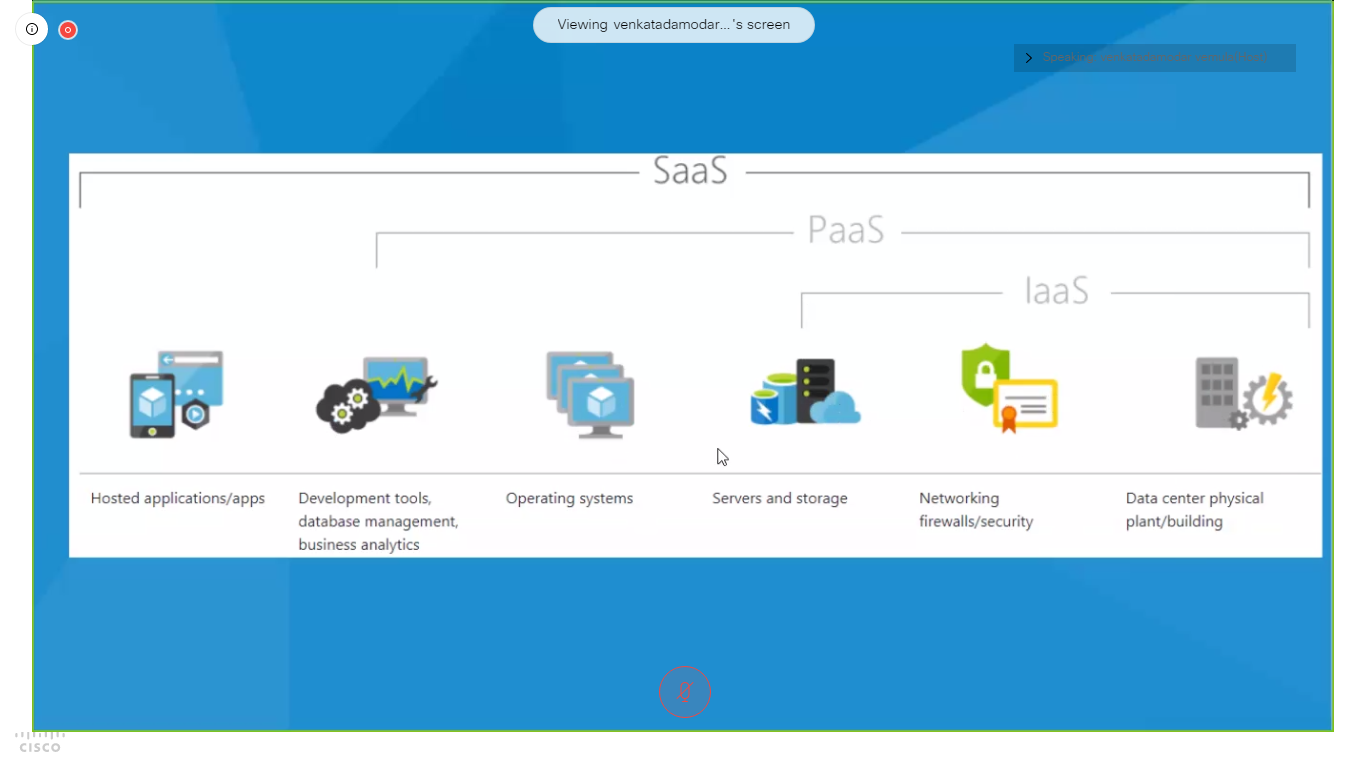 Viewing venkatadamodar... 's screen
Speaking:
SaaS
PaaS
IaaS
Hosted applications/apps
Development tools,
database management,
business analytics
Operating systems
Servers and storage
Networking
firewalls/security
Data center physical
plant/building
CISCO